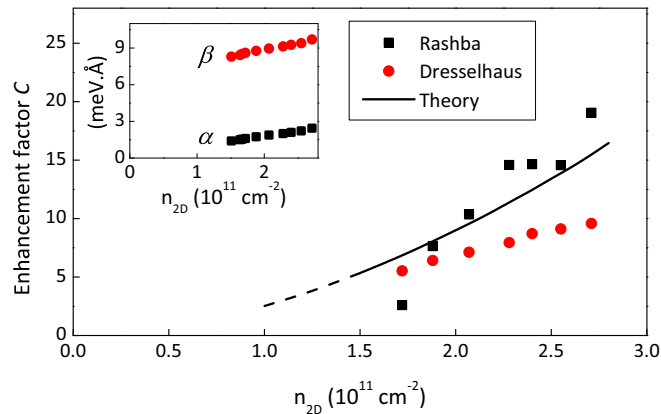 25
20
15
10
5
0
Enhancement factor C
0.0 0.5 1.0 1.5 2.0 2.5 3.0
n2D (10^11 cm^-2)
Rashba
Dresselhaus
Theory
(meV.Å)
9
6
3
0
β
α
0 1 2
n2D (10^11 cm^-2)